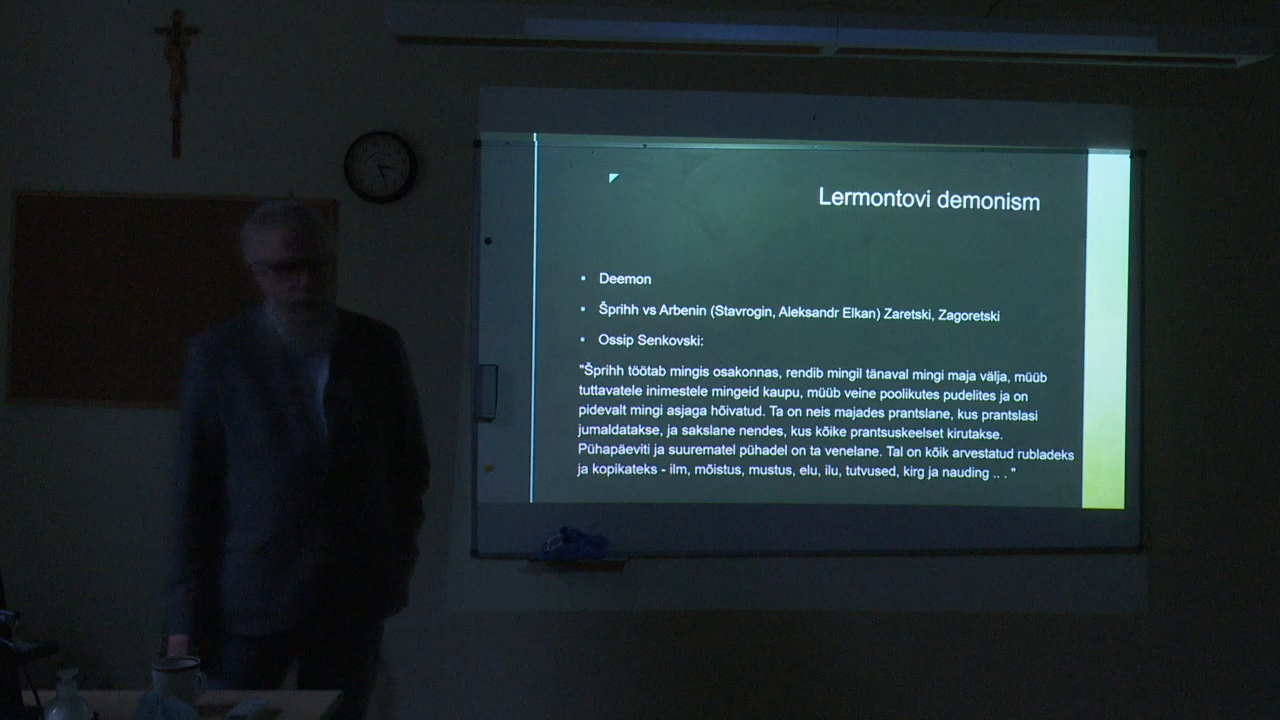 Lermontovi demonism
Deemon
Šprihh vs Arbenin (Stavrogin, Aleksandr Elkan) Zaretski, Zagoretski
Ossip Senkovski:
"Šprihh töötab mingis osakonnas, rendib mingil tänaval mingi maja välja, müüb
tuttavatele inimestele mingeid kaupu, müüb veine poolikutes pudelites ja on
pidevalt mingi asjaga hõivatud. Ta on neis majades prantslane, kus prantslasi
jumaldatakse, ja sakslane nendes, kus kõike prantsuskeelset kirutakse.
Pühapäeviti ja suurematel pühadel on ta venelane. Tal on kõik arvestatud rubladeks
ja kopikateks - ilm, mõistus, mustus, elu, ilu, tutvused, kirg ja nauding .. . "